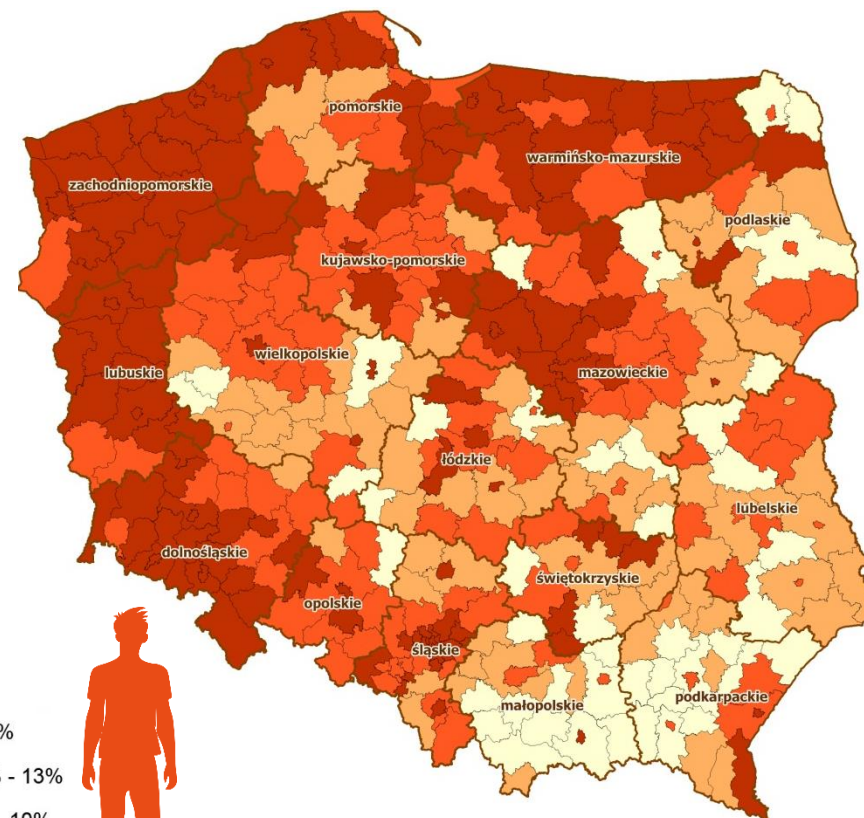 pomorskie
warmińsko-mazurskie
zachodniopomorskie
podlaskie
kujawsko-pomorskie
wielkopolskie
lubuskie
mazowieckie
łódzkie
lubelskie
dolnośląskie
świętokrzyskie
opolskie
śląskie
małopolskie
podkarpackie
%
- 13%